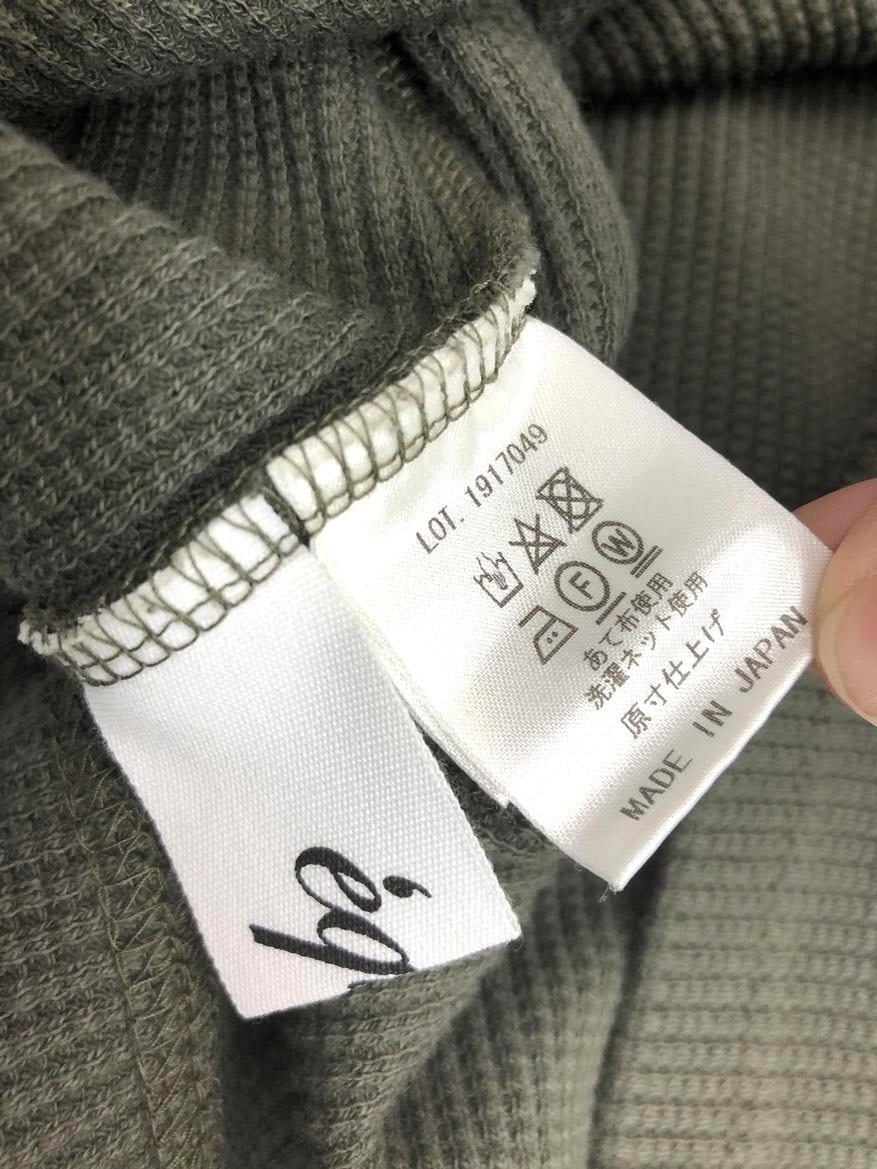 LOT. 1917049
F W
あて布使用
洗濯ネット使用
原寸仕上げ
MADE IN JAPAN
éq